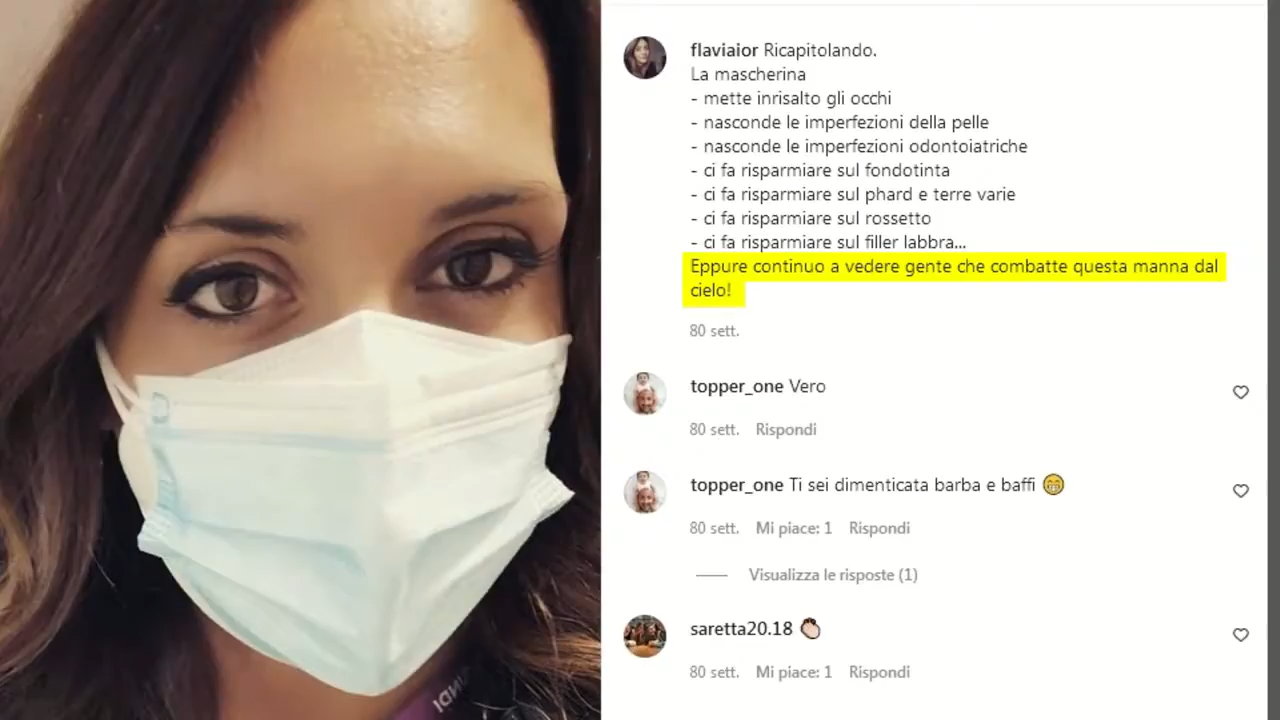 flaviaior Ricapitolando.
La mascherina
- mette inrisalto gli occhi
- nasconde le imperfezioni della pelle
- nasconde le imperfezioni odontoiatriche
- ci fa risparmiare sul fondotinta
- ci fa risparmiare sul phard e terre varie
- ci fa risparmiare sul rossetto
- ci fa risparmiare sul filler labbra...
Eppure continuo a vedere gente che combatte questa manna dal
cielo!
80 sett.
topper_one Vero
80 sett. Rispondi
topper_one Ti sei dimenticata barba e baffi 😁
80 sett. Mi piace: 1 Rispondi
Visualizza le risposte (1)
saretta20.18 👏
80 sett. Mi piace: 1 Rispondi